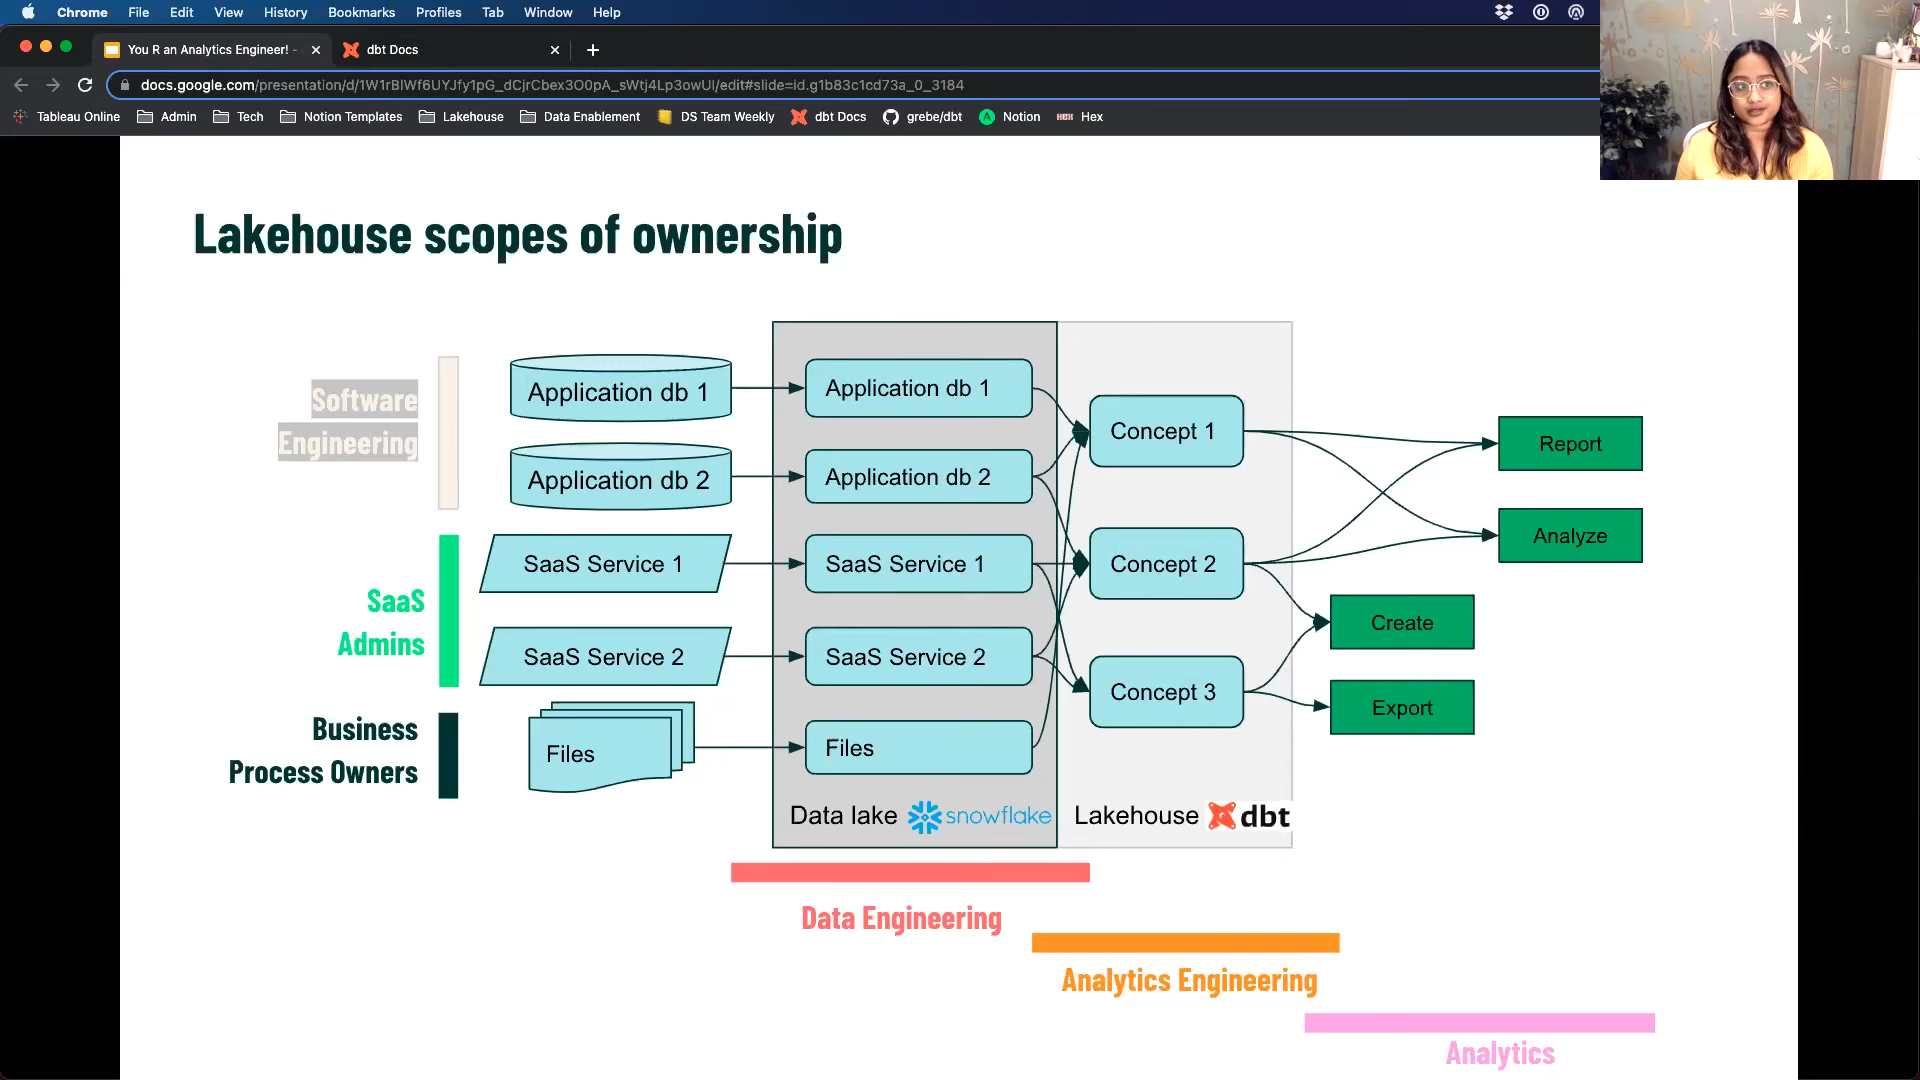 Chrome File Edit View History Bookmarks Profiles Tab Window Help
You R an Analytics Engineer! -
dbt Docs
docs.google.com/presentation/d/1W1rBlWf6UYJfy1pG_dCjrCbex3O0pA_sWtj4Lp3owUI/edit#slide=id.g1b83c1cd73a_0_3184
Tableau Online Admin Tech Notion Templates Lakehouse Data Enablement DS Team Weekly dbt Docs grebe/dbt Notion HEX Hex
Lakehouse scopes of ownership
Software
Engineering
SaaS
Admins
Business
Process Owners
Application db 1
Application db 2
SaaS Service 1
SaaS Service 2
Files
Application db 1
Application db 2
SaaS Service 1
SaaS Service 2
Files
Data lake snowflake
Concept 1
Concept 2
Concept 3
Lakehouse dbt
Report
Analyze
Create
Export
Data Engineering
Analytics Engineering
Analytics